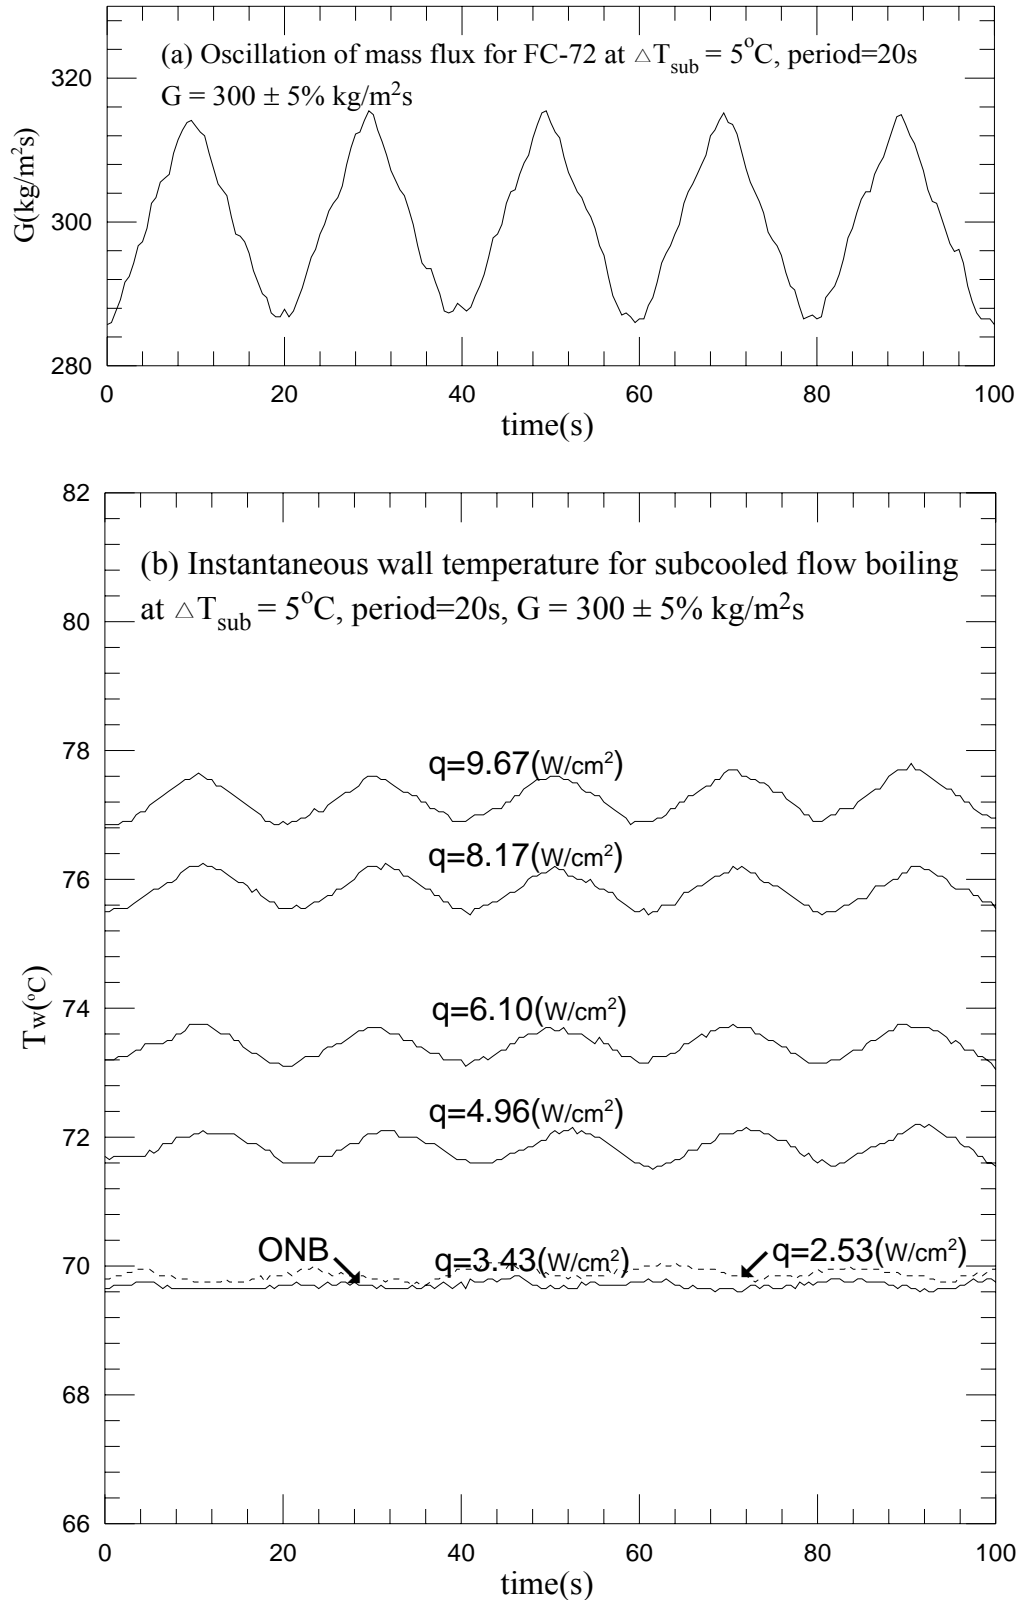 (a) Oscillation of mass flux for FC-72 at △Tsub = 5°C, period=20s
G = 300 ± 5% kg/m²s
320
300
280
G(kg/m²s)
0 20 40 60 80 100
time(s)
82
(b) Instantaneous wall temperature for subcooled flow boiling
at △Tsub = 5°C, period=20s, G = 300 ± 5% kg/m²s
80
78
q=9.67(W/cm²)
q=8.17(W/cm²)
76
74
q=6.10(W/cm²)
Tw(°C)
q=4.96(W/cm²)
72
ONB q=3.43(W/cm²) q=2.53(W/cm²)
70
68
66
0 20 40 60 80 100
time(s)